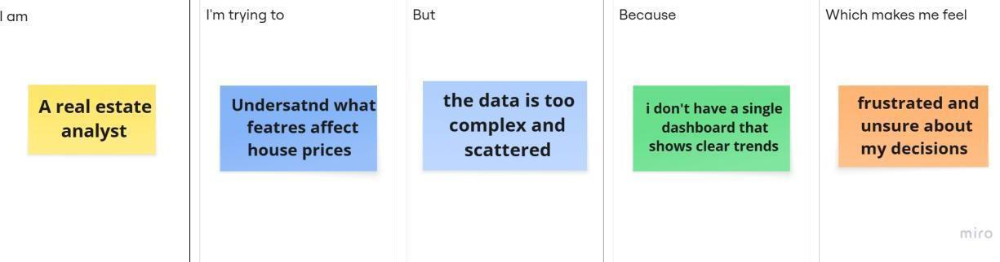 I am
I'm trying to
But
Because
Which makes me feel
A real estate
analyst
Undersatnd what
featres affect
house prices
the data is too
complex and
scattered
i don't have a single
dashboard that
shows clear trends
frustrated and
unsure about
my decisions
miro